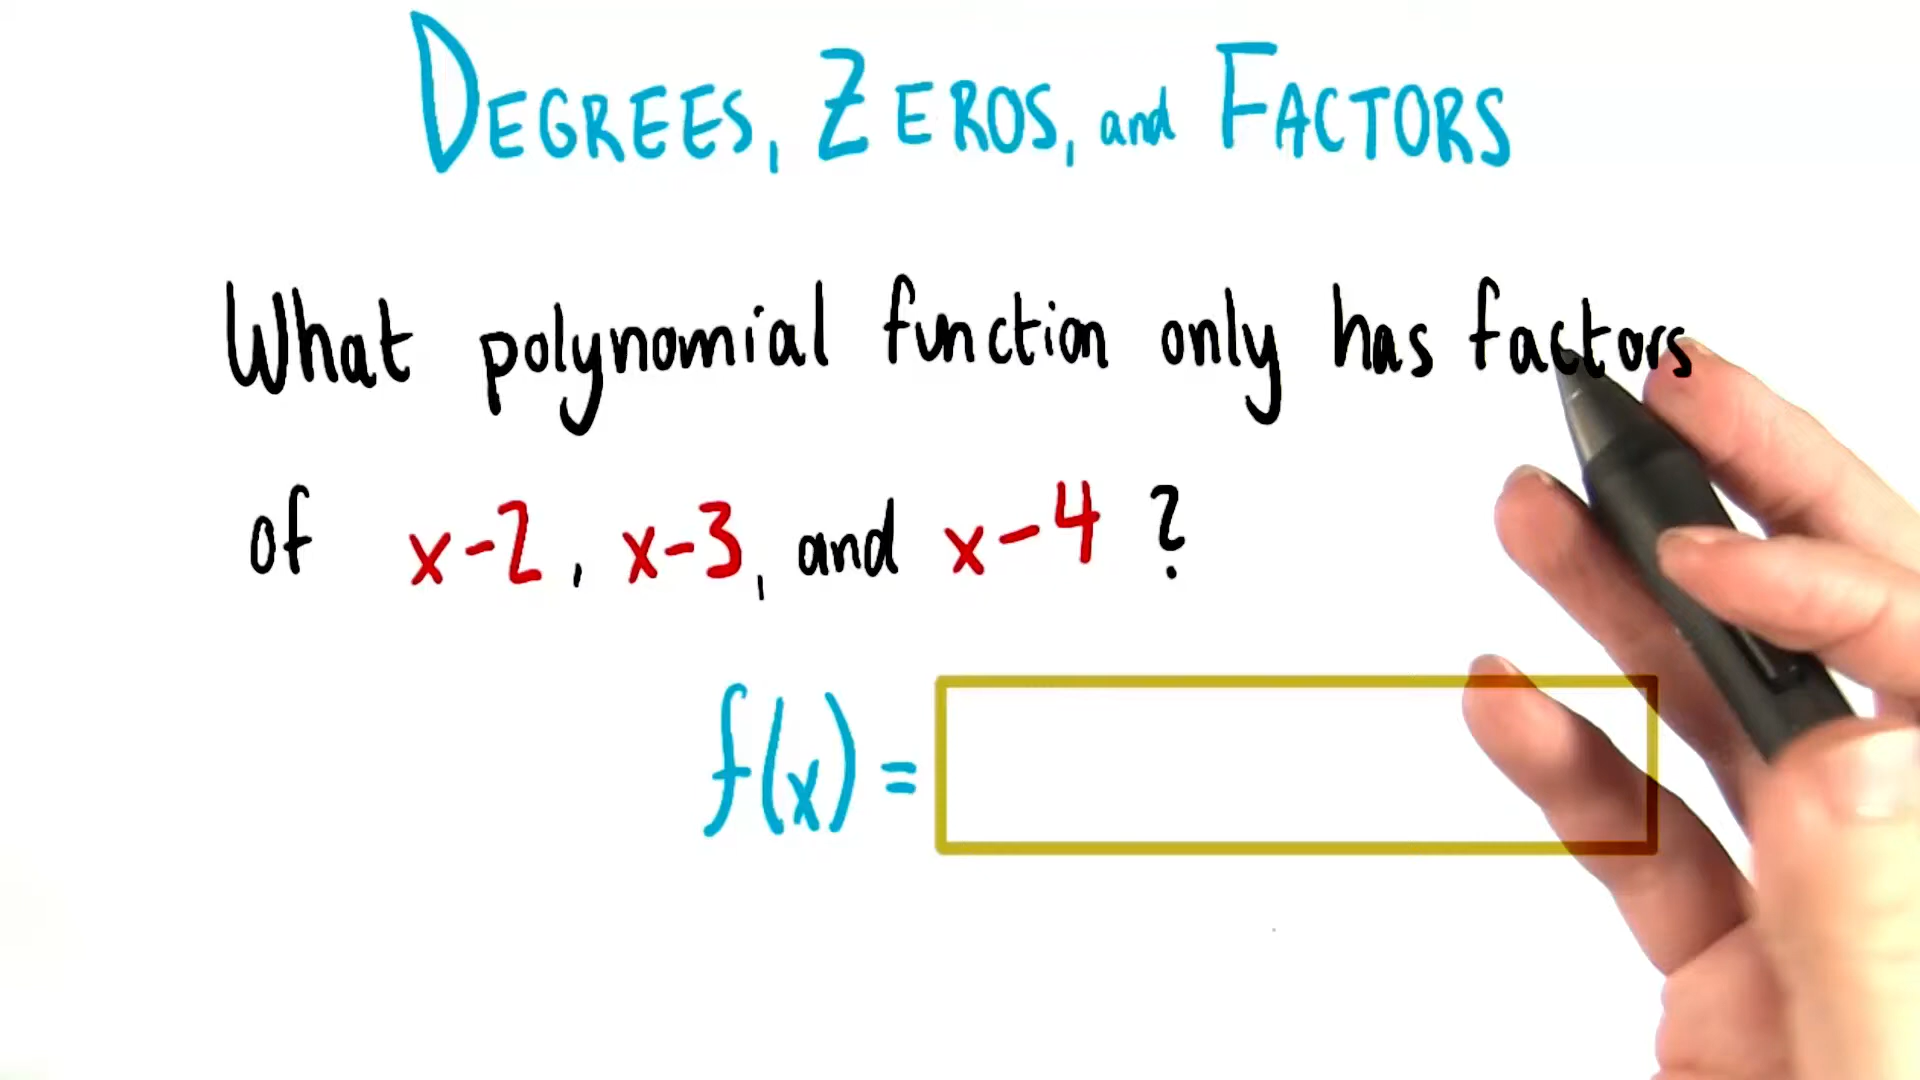 DEGREES, ZEROS, and FACTORS
What polynomial function only has factors
of x-2, x-3, and x-4 ?
f(x) =